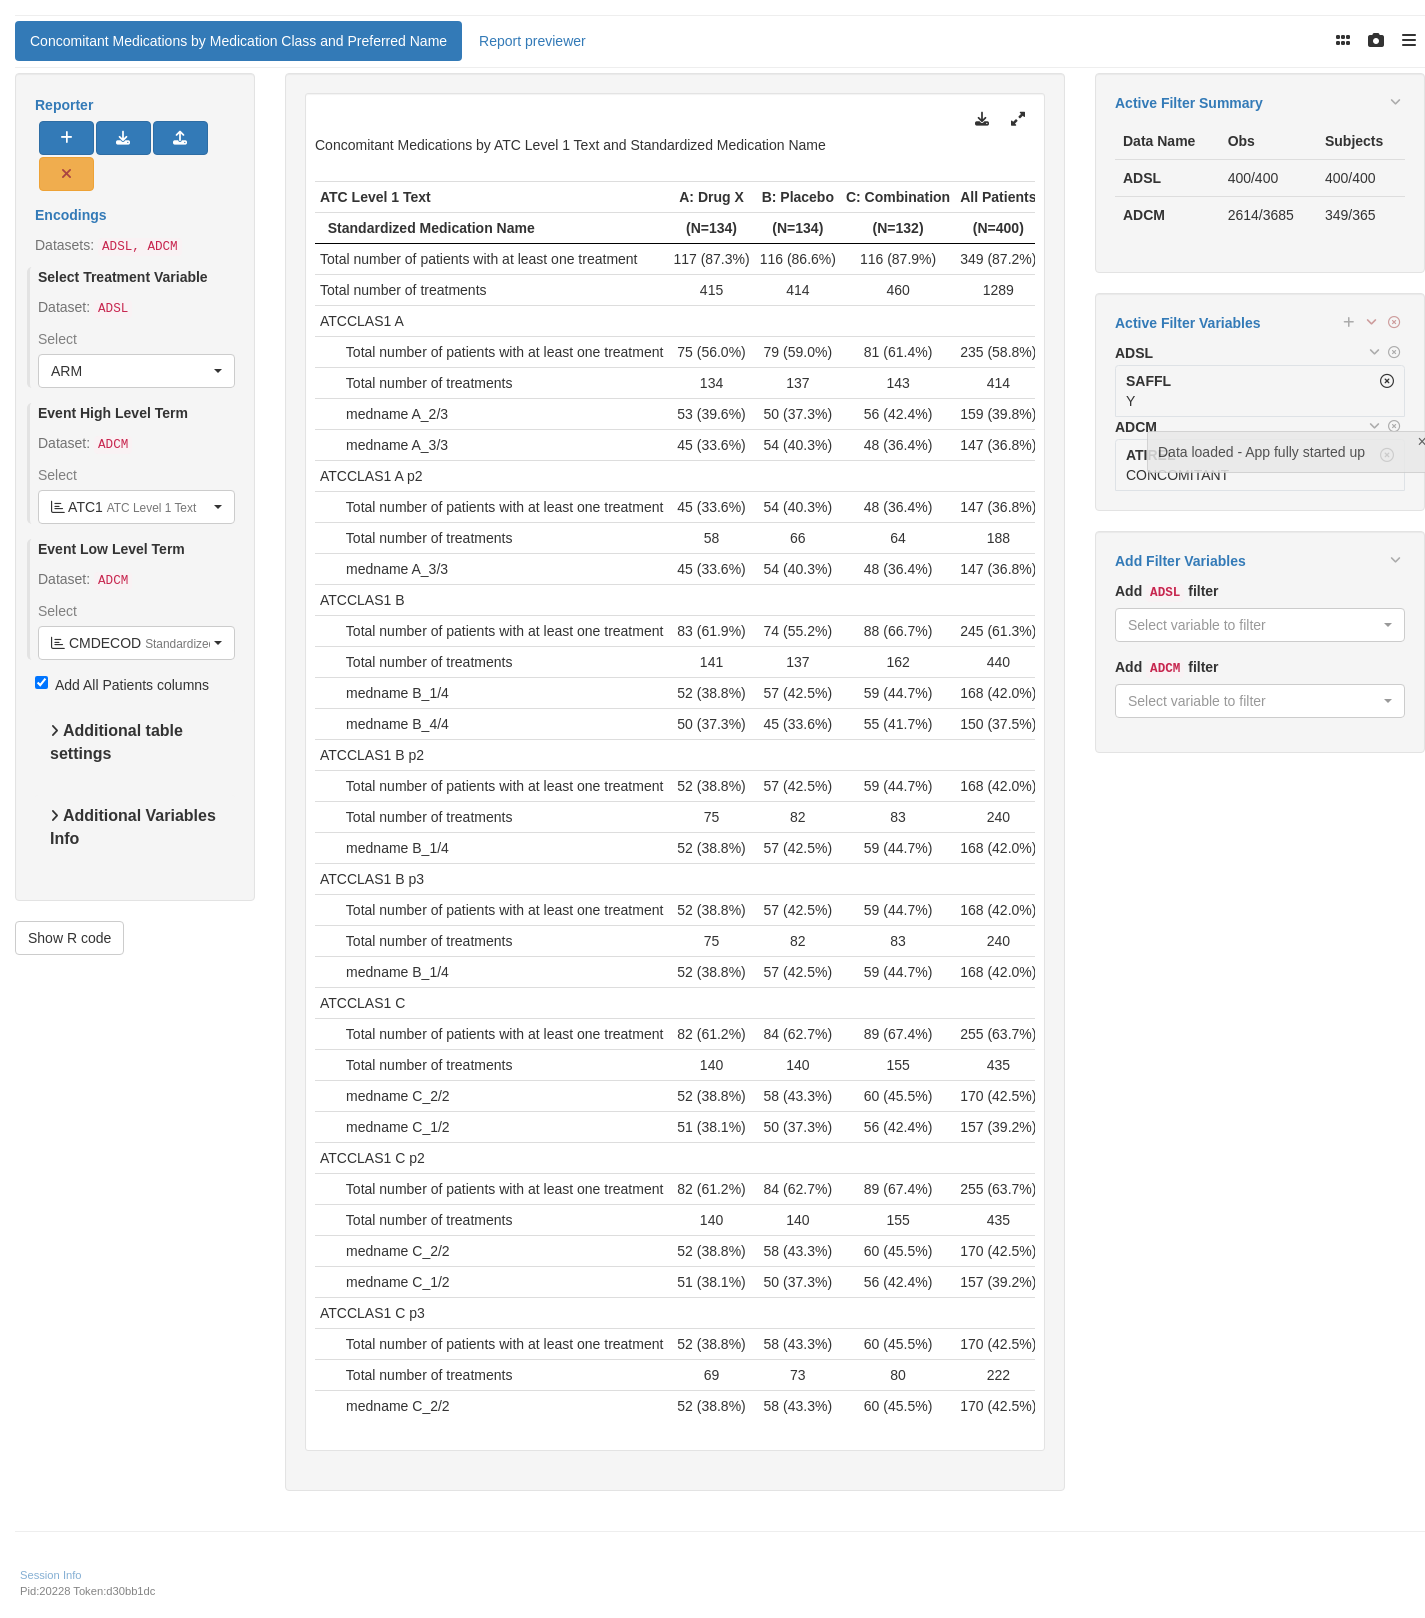 Concomitant Medications by Medication Class and Preferred Name
Report previewer
Reporter
Encodings
Datasets: ADSL, ADCM
Select Treatment Variable
Dataset: ADSL
Select
ARM
Event High Level Term
Dataset: ADCM
Select
ATC1 ATC Level 1 Text
Event Low Level Term
Dataset: ADCM
Select
CMDECOD Standardized
Add All Patients columns
Additional table
settings
Additional Variables
Info
Show R code
Concomitant Medications by ATC Level 1 Text and Standardized Medication Name
ATC Level 1 Text A: Drug X B: Placebo C: Combination All Patients
Standardized Medication Name (N=134) (N=134) (N=132) (N=400)
Total number of patients with at least one treatment 117 (87.3%) 116 (86.6%) 116 (87.9%) 349 (87.2%)
Total number of treatments 415 414 460 1289
ATCCLAS1 A
Total number of patients with at least one treatment 75 (56.0%) 79 (59.0%) 81 (61.4%) 235 (58.8%)
Total number of treatments 134 137 143 414
medname A_2/3 53 (39.6%) 50 (37.3%) 56 (42.4%) 159 (39.8%)
medname A_3/3 45 (33.6%) 54 (40.3%) 48 (36.4%) 147 (36.8%)
ATCCLAS1 A p2
Total number of patients with at least one treatment 45 (33.6%) 54 (40.3%) 48 (36.4%) 147 (36.8%)
Total number of treatments 58 66 64 188
medname A_3/3 45 (33.6%) 54 (40.3%) 48 (36.4%) 147 (36.8%)
ATCCLAS1 B
Total number of patients with at least one treatment 83 (61.9%) 74 (55.2%) 88 (66.7%) 245 (61.3%)
Total number of treatments 141 137 162 440
medname B_1/4 52 (38.8%) 57 (42.5%) 59 (44.7%) 168 (42.0%)
medname B_4/4 50 (37.3%) 45 (33.6%) 55 (41.7%) 150 (37.5%)
ATCCLAS1 B p2
Total number of patients with at least one treatment 52 (38.8%) 57 (42.5%) 59 (44.7%) 168 (42.0%)
Total number of treatments 75 82 83 240
medname B_1/4 52 (38.8%) 57 (42.5%) 59 (44.7%) 168 (42.0%)
ATCCLAS1 B p3
Total number of patients with at least one treatment 52 (38.8%) 57 (42.5%) 59 (44.7%) 168 (42.0%)
Total number of treatments 75 82 83 240
medname B_1/4 52 (38.8%) 57 (42.5%) 59 (44.7%) 168 (42.0%)
ATCCLAS1 C
Total number of patients with at least one treatment 82 (61.2%) 84 (62.7%) 89 (67.4%) 255 (63.7%)
Total number of treatments 140 140 155 435
medname C_2/2 52 (38.8%) 58 (43.3%) 60 (45.5%) 170 (42.5%)
medname C_1/2 51 (38.1%) 50 (37.3%) 56 (42.4%) 157 (39.2%)
ATCCLAS1 C p2
Total number of patients with at least one treatment 82 (61.2%) 84 (62.7%) 89 (67.4%) 255 (63.7%)
Total number of treatments 140 140 155 435
medname C_2/2 52 (38.8%) 58 (43.3%) 60 (45.5%) 170 (42.5%)
medname C_1/2 51 (38.1%) 50 (37.3%) 56 (42.4%) 157 (39.2%)
ATCCLAS1 C p3
Total number of patients with at least one treatment 52 (38.8%) 58 (43.3%) 60 (45.5%) 170 (42.5%)
Total number of treatments 69 73 80 222
medname C_2/2 52 (38.8%) 58 (43.3%) 60 (45.5%) 170 (42.5%)
Active Filter Summary
Data Name Obs Subjects
ADSL 400/400 400/400
ADCM 2614/3685 349/365
Active Filter Variables
ADSL
SAFFL
Y
ADCM
Data loaded - App fully started up
CONCOMITANT
Add Filter Variables
Add ADSL filter
Select variable to filter
Add ADCM filter
Select variable to filter
Session Info
Pid:20228 Token:d30bb1dc